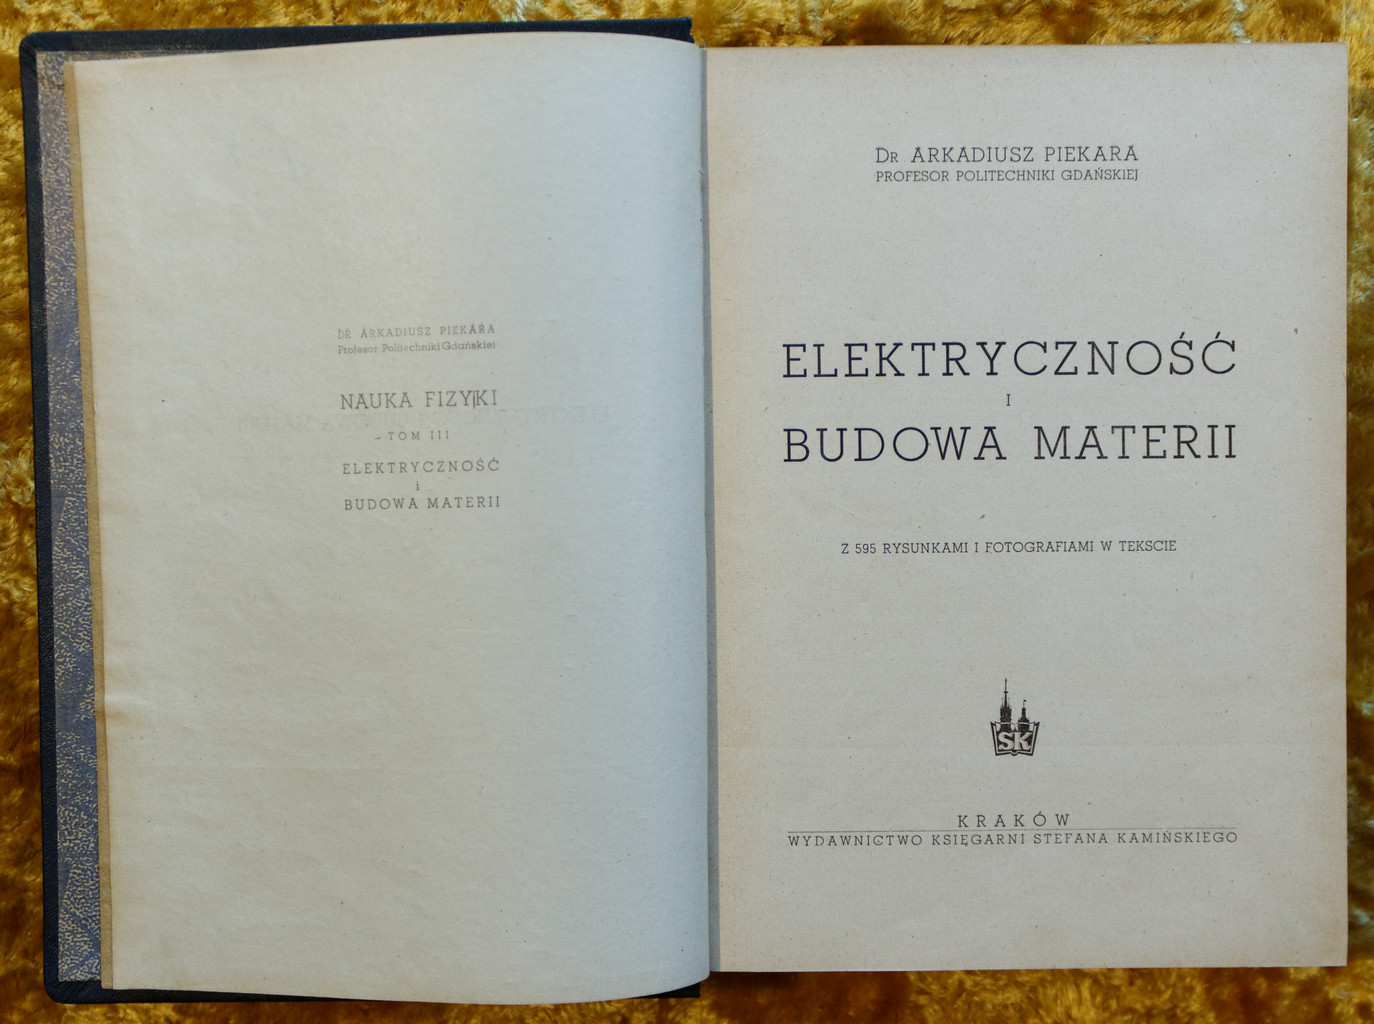 DR ARKADIUSZ PIEKARA
Profesor Politechniki Gdańskiej
NAUKA FIZYKI
TOM III
ELEKTRYCZNOŚĆ
i
BUDOWA MATERII
DR ARKADIUSZ PIEKARA
PROFESOR POLITECHNIKI GDAŃSKIEJ
ELEKTRYCZNOŚĆ
I
BUDOWA MATERII
Z 595 RYSUNKAMI I FOTOGRAFIAMI W TEKSCIE
SK
KRAKÓW
WYDAWNICTWO KSIĘGARNI STEFANA KAMIŃSKIEGO